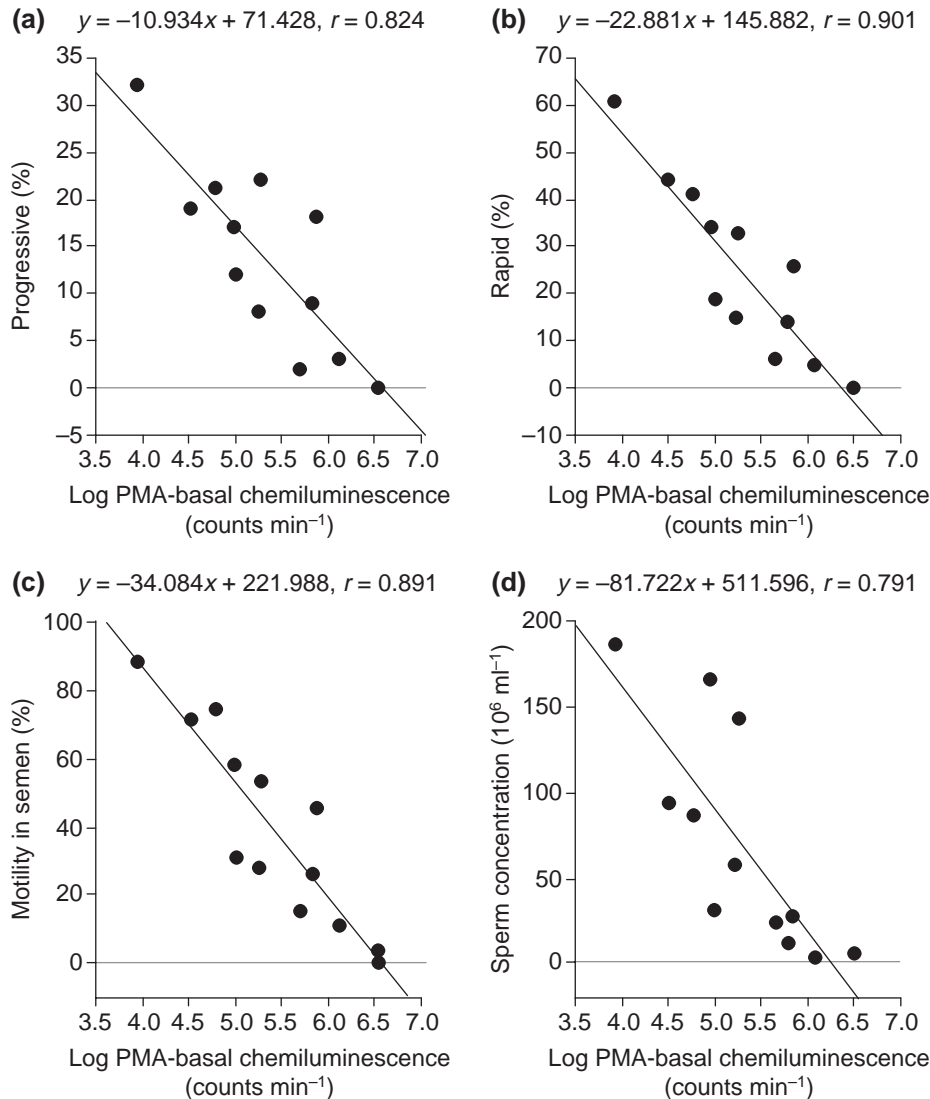 (a) y = –10.934x + 71.428, r = 0.824
35
30
25
20
15
10
5
0
–5
Progressive (%)
3.5 4.0 4.5 5.0 5.5 6.0 6.5 7.0
Log PMA-basal chemiluminescence
(counts min⁻¹)
(b) y = –22.881x + 145.882, r = 0.901
70
60
50
40
30
20
10
0
–10
Rapid (%)
3.5 4.0 4.5 5.0 5.5 6.0 6.5 7.0
Log PMA-basal chemiluminescence
(counts min⁻¹)
(c) y = –34.084x + 221.988, r = 0.891
100
80
60
40
20
0
Motility in semen (%)
3.5 4.0 4.5 5.0 5.5 6.0 6.5 7.0
Log PMA-basal chemiluminescence
(counts min⁻¹)
(d) y = –81.722x + 511.596, r = 0.791
200
150
100
50
0
Sperm concentration (10⁶ ml⁻¹)
3.5 4.0 4.5 5.0 5.5 6.0 6.5 7.0
Log PMA-basal chemiluminescence
(counts min⁻¹)